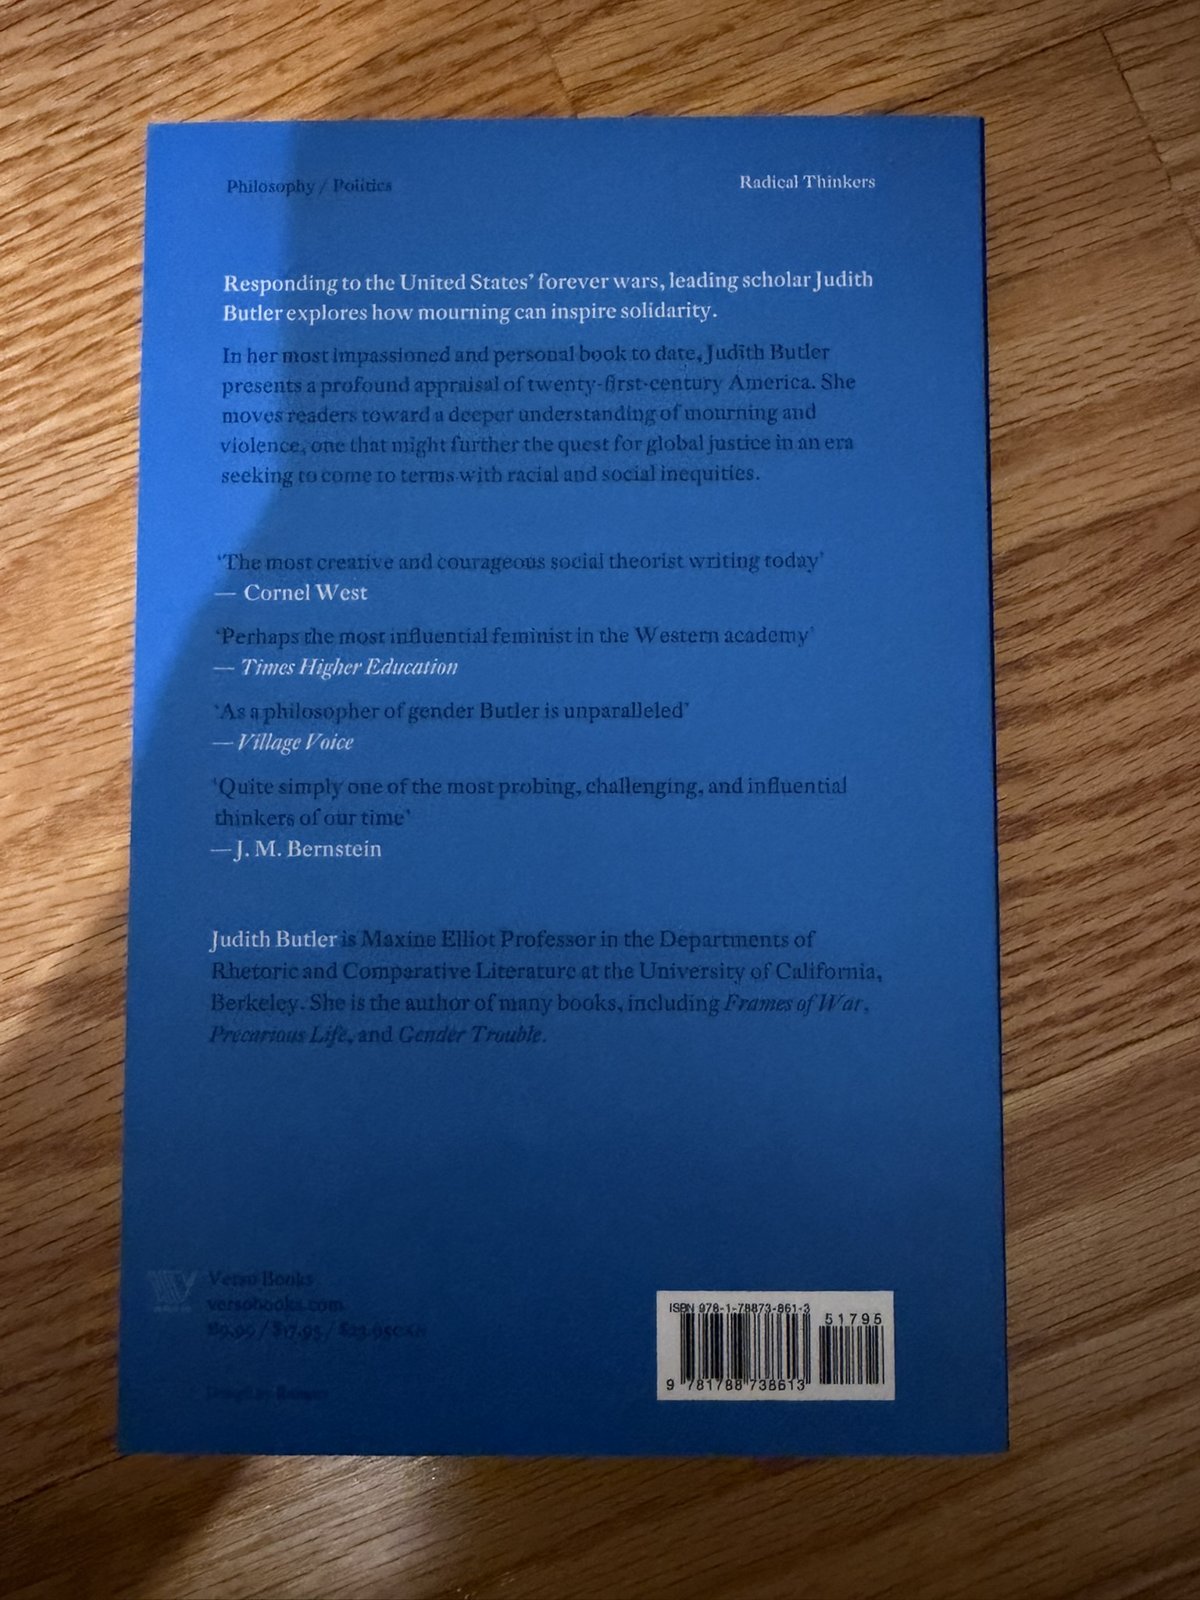 Philosophy / Politics
Radical Thinkers
Responding to the United States' forever wars, leading scholar Judith
Butler explores how mourning can inspire solidarity.
In her most impassioned and personal book to date, Judith Butler
presents a profound appraisal of twenty-first-century America. She
moves readers toward a deeper understanding of mourning and
violence, one that might further the quest for global justice in an era
seeking to come to terms with racial and social inequities.
‘The most creative and courageous social theorist writing today’
— Cornel West
‘Perhaps the most influential feminist in the Western academy’
— Times Higher Education
‘As a philosopher of gender Butler is unparalleled’
— Village Voice
‘Quite simply one of the most probing, challenging, and influential
thinkers of our time’
— J. M. Bernstein
Judith Butler is Maxine Elliot Professor in the Departments of
Rhetoric and Comparative Literature at the University of California,
Berkeley. She is the author of many books, including Frames of War,
Precarious Life, and Gender Trouble.
Verso Books
versobooks.com
/ $17.95 /
ISBN 978-1-78873-861-3
51795
9 781788 738613